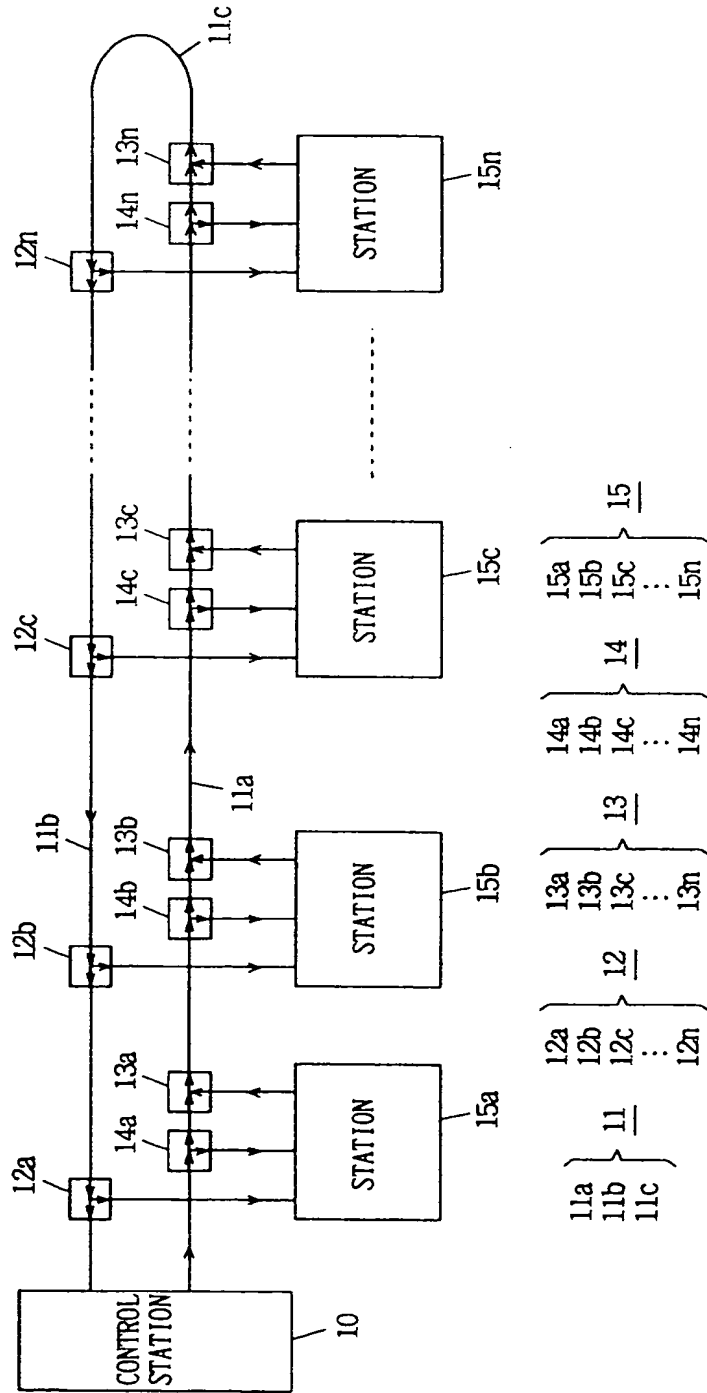 12a
12b
11b
12c
12n
11c
14a
13a
14b
13b
11a
14c
13c
14n
13n
CONTROL
STATION
10
STATION
15a
STATION
15b
STATION
15c
STATION
15n
11a
11b
11c
11
12a
12b
12c
12n
12
13a
13b
13c
13n
13
14a
14b
14c
14n
14
15a
15b
15c
15n
15